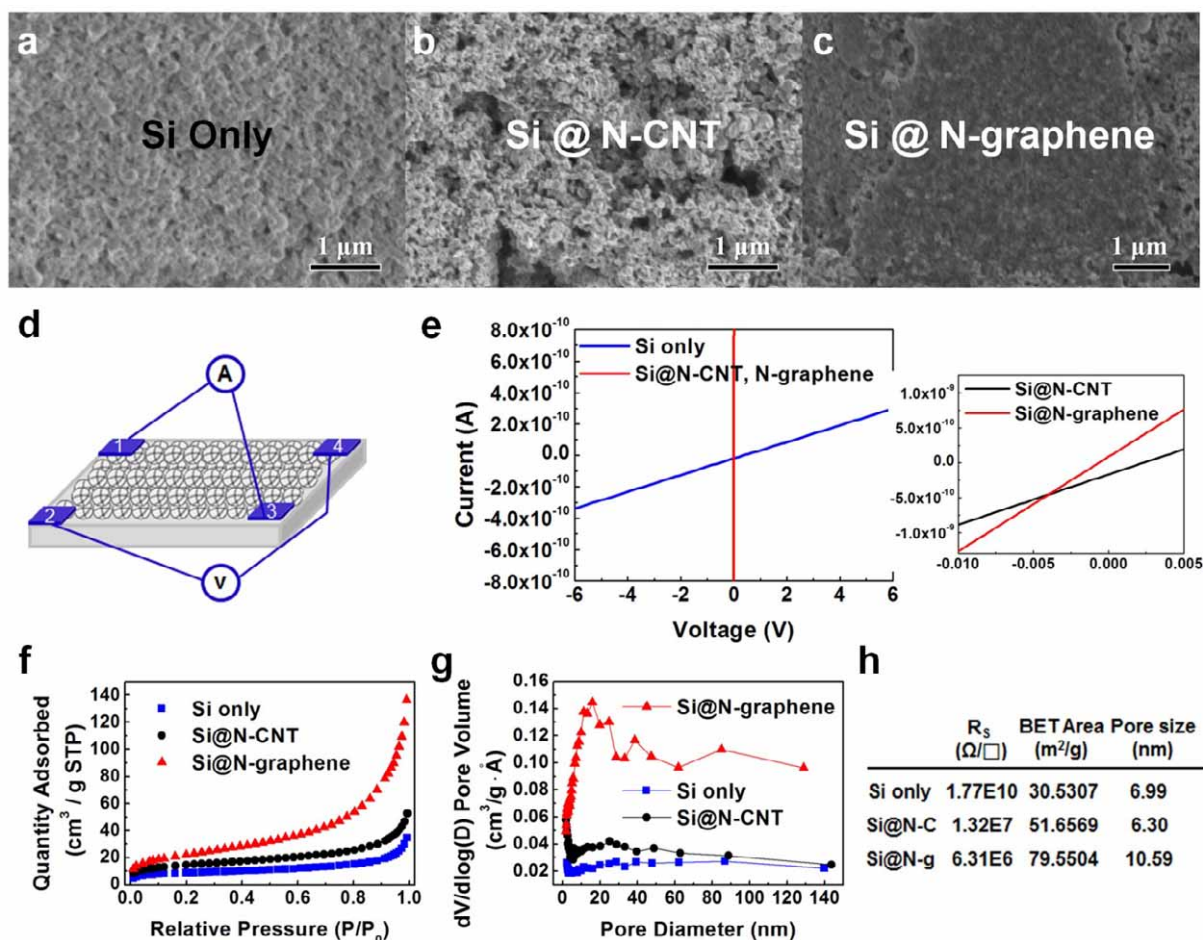 a
b
c
Si Only
Si @ N-CNT
Si @ N-graphene
1 μm
1 μm
1 μm
d
A
1
4
2
3
V
e
8.0x10⁻¹⁰
6.0x10⁻¹⁰
4.0x10⁻¹⁰
2.0x10⁻¹⁰
0.0
-2.0x10⁻¹⁰
-4.0x10⁻¹⁰
-6.0x10⁻¹⁰
-8.0x10⁻¹⁰
Current (A)
Si only
Si@N-CNT, N-graphene
-6 -4 -2 0 2 4 6
Voltage (V)
1.0x10⁻⁹
5.0x10⁻¹⁰
0.0
-5.0x10⁻¹⁰
-1.0x10⁻⁹
Si@N-CNT
Si@N-graphene
-0.010 -0.005 0.000 0.005
f
Quantity Adsorbed
(cm³/ g STP)
140
120
100
80
60
40
20
0
Si only
Si@N-CNT
Si@N-graphene
0.0 0.2 0.4 0.6 0.8 1.0
Relative Pressure (P/P₀)
g
dV/dlog(D) Pore Volume
(cm³/g· Å)
0.16
0.14
0.12
0.10
0.08
0.06
0.04
0.02
Si@N-graphene
Si only
Si@N-CNT
0 20 40 60 80 100 120 140
Pore Diameter (nm)
h
Rₛ (Ω/□) BET Area (m²/g) Pore size (nm)
Si only 1.77E10 30.5307 6.99
Si@N-C 1.32E7 51.6569 6.30
Si@N-g 6.31E6 79.5504 10.59